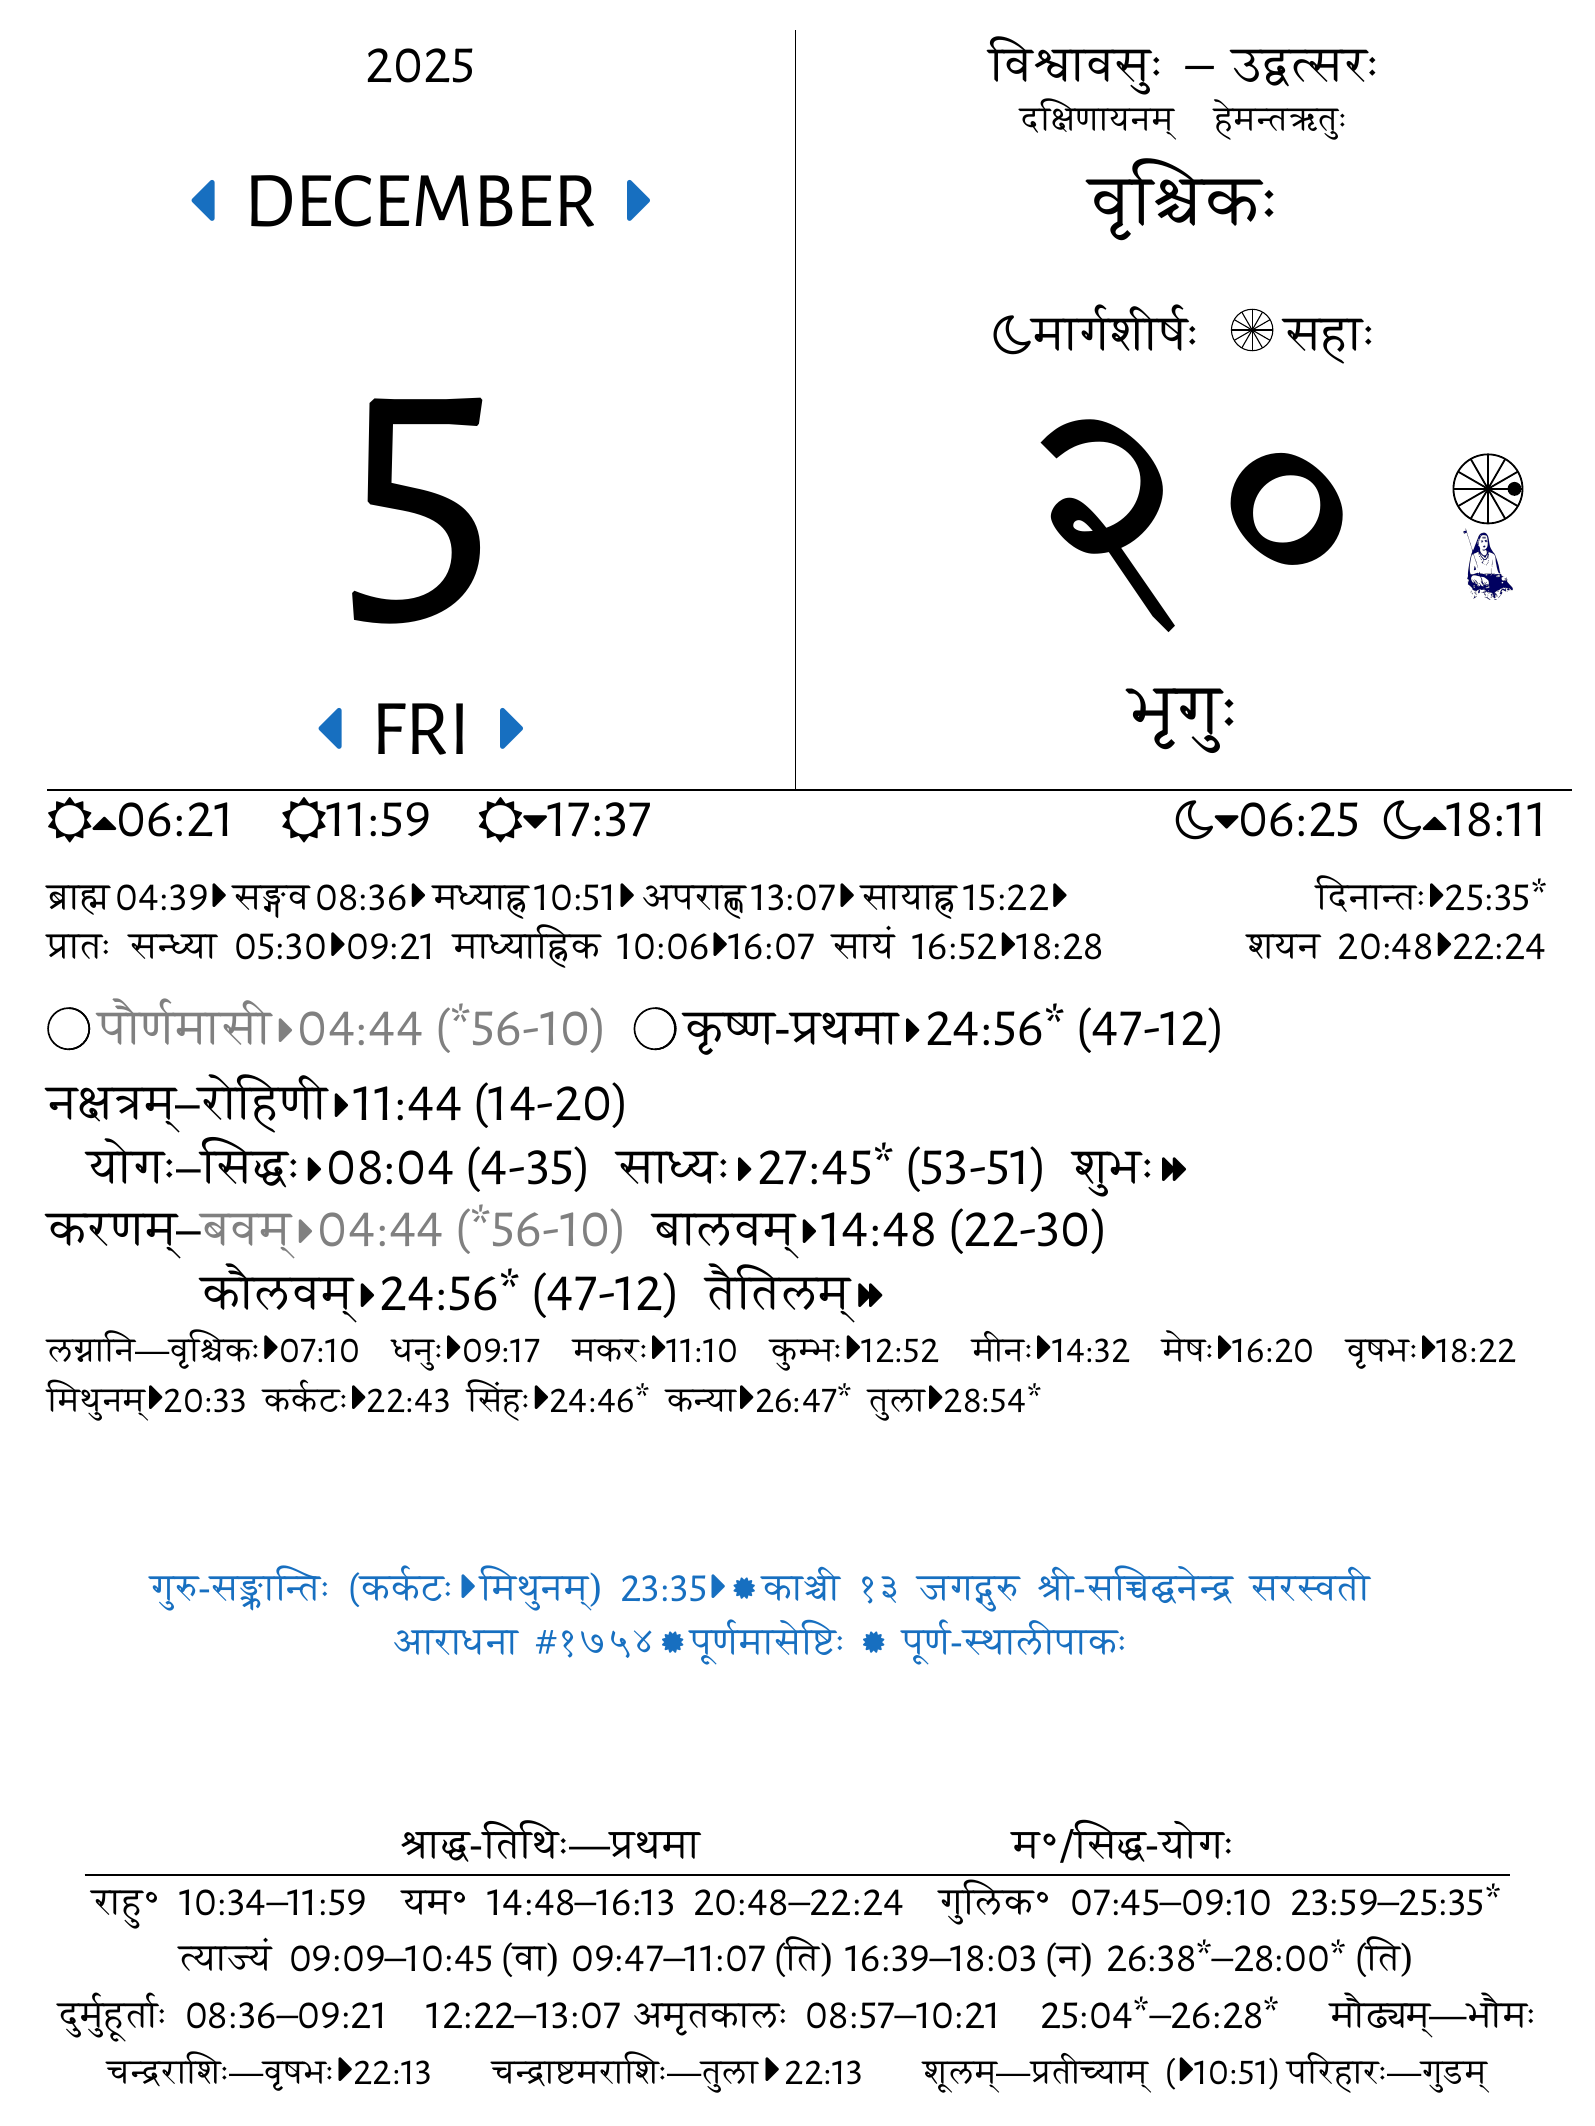 2025
DECEMBER
5
FRI
विश्वावसुः – उद्वत्सरः
दक्षिणायनम् हेमन्तऋतुः
वृश्चिकः
मार्गशीर्षः सहाः
२०
भृगुः
06:21 11:59 17:37 06:25 18:11
ब्राह्म 04:39 सङ्गव 08:36 मध्याह्न 10:51 अपराह्ण 13:07 सायाह्न 15:22 दिनान्तः 25:35*
प्रातः सन्ध्या 05:30 09:21 माध्याह्निक 10:06 16:07 सायं 16:52 18:28 शयन 20:48 22:24
पौर्णमासी 04:44 (*56-10) कृष्ण-प्रथमा 24:56* (47-12)
नक्षत्रम्–रोहिणी 11:44 (14-20)
योगः–सिद्धः 08:04 (4-35) साध्यः 27:45* (53-51) शुभः
करणम्–बवम् 04:44 (*56-10) बालवम् 14:48 (22-30)
कौलवम् 24:56* (47-12) तैतिलम्
लग्नानि—वृश्चिकः 07:10 धनुः 09:17 मकरः 11:10 कुम्भः 12:52 मीनः 14:32 मेषः 16:20 वृषभः 18:22
मिथुनम् 20:33 कर्कटः 22:43 सिंहः 24:46* कन्या 26:47* तुला 28:54*
गुरु-सङ्क्रान्तिः (कर्कटः मिथुनम्) 23:35 काञ्ची १३ जगद्गुरु श्री-सच्चिद्घनेन्द्र सरस्वती
आराधना #१७५४ पूर्णमासेष्टिः पूर्ण-स्थालीपाकः
श्राद्ध-तिथिः—प्रथमा म॰/सिद्ध-योगः
राहु॰ 10:34–11:59 यम॰ 14:48–16:13 20:48–22:24 गुलिक॰ 07:45–09:10 23:59–25:35*
त्याज्यं 09:09–10:45 (वा) 09:47–11:07 (ति) 16:39–18:03 (न) 26:38*–28:00* (ति)
दुर्मुहूर्ताः 08:36–09:21 12:22–13:07 अमृतकालः 08:57–10:21 25:04*–26:28* मौढ्यम्—भौमः
चन्द्रराशिः—वृषभः 22:13 चन्द्राष्टमराशिः—तुला 22:13 शूलम्—प्रतीच्याम् ( 10:51) परिहारः—गुडम्